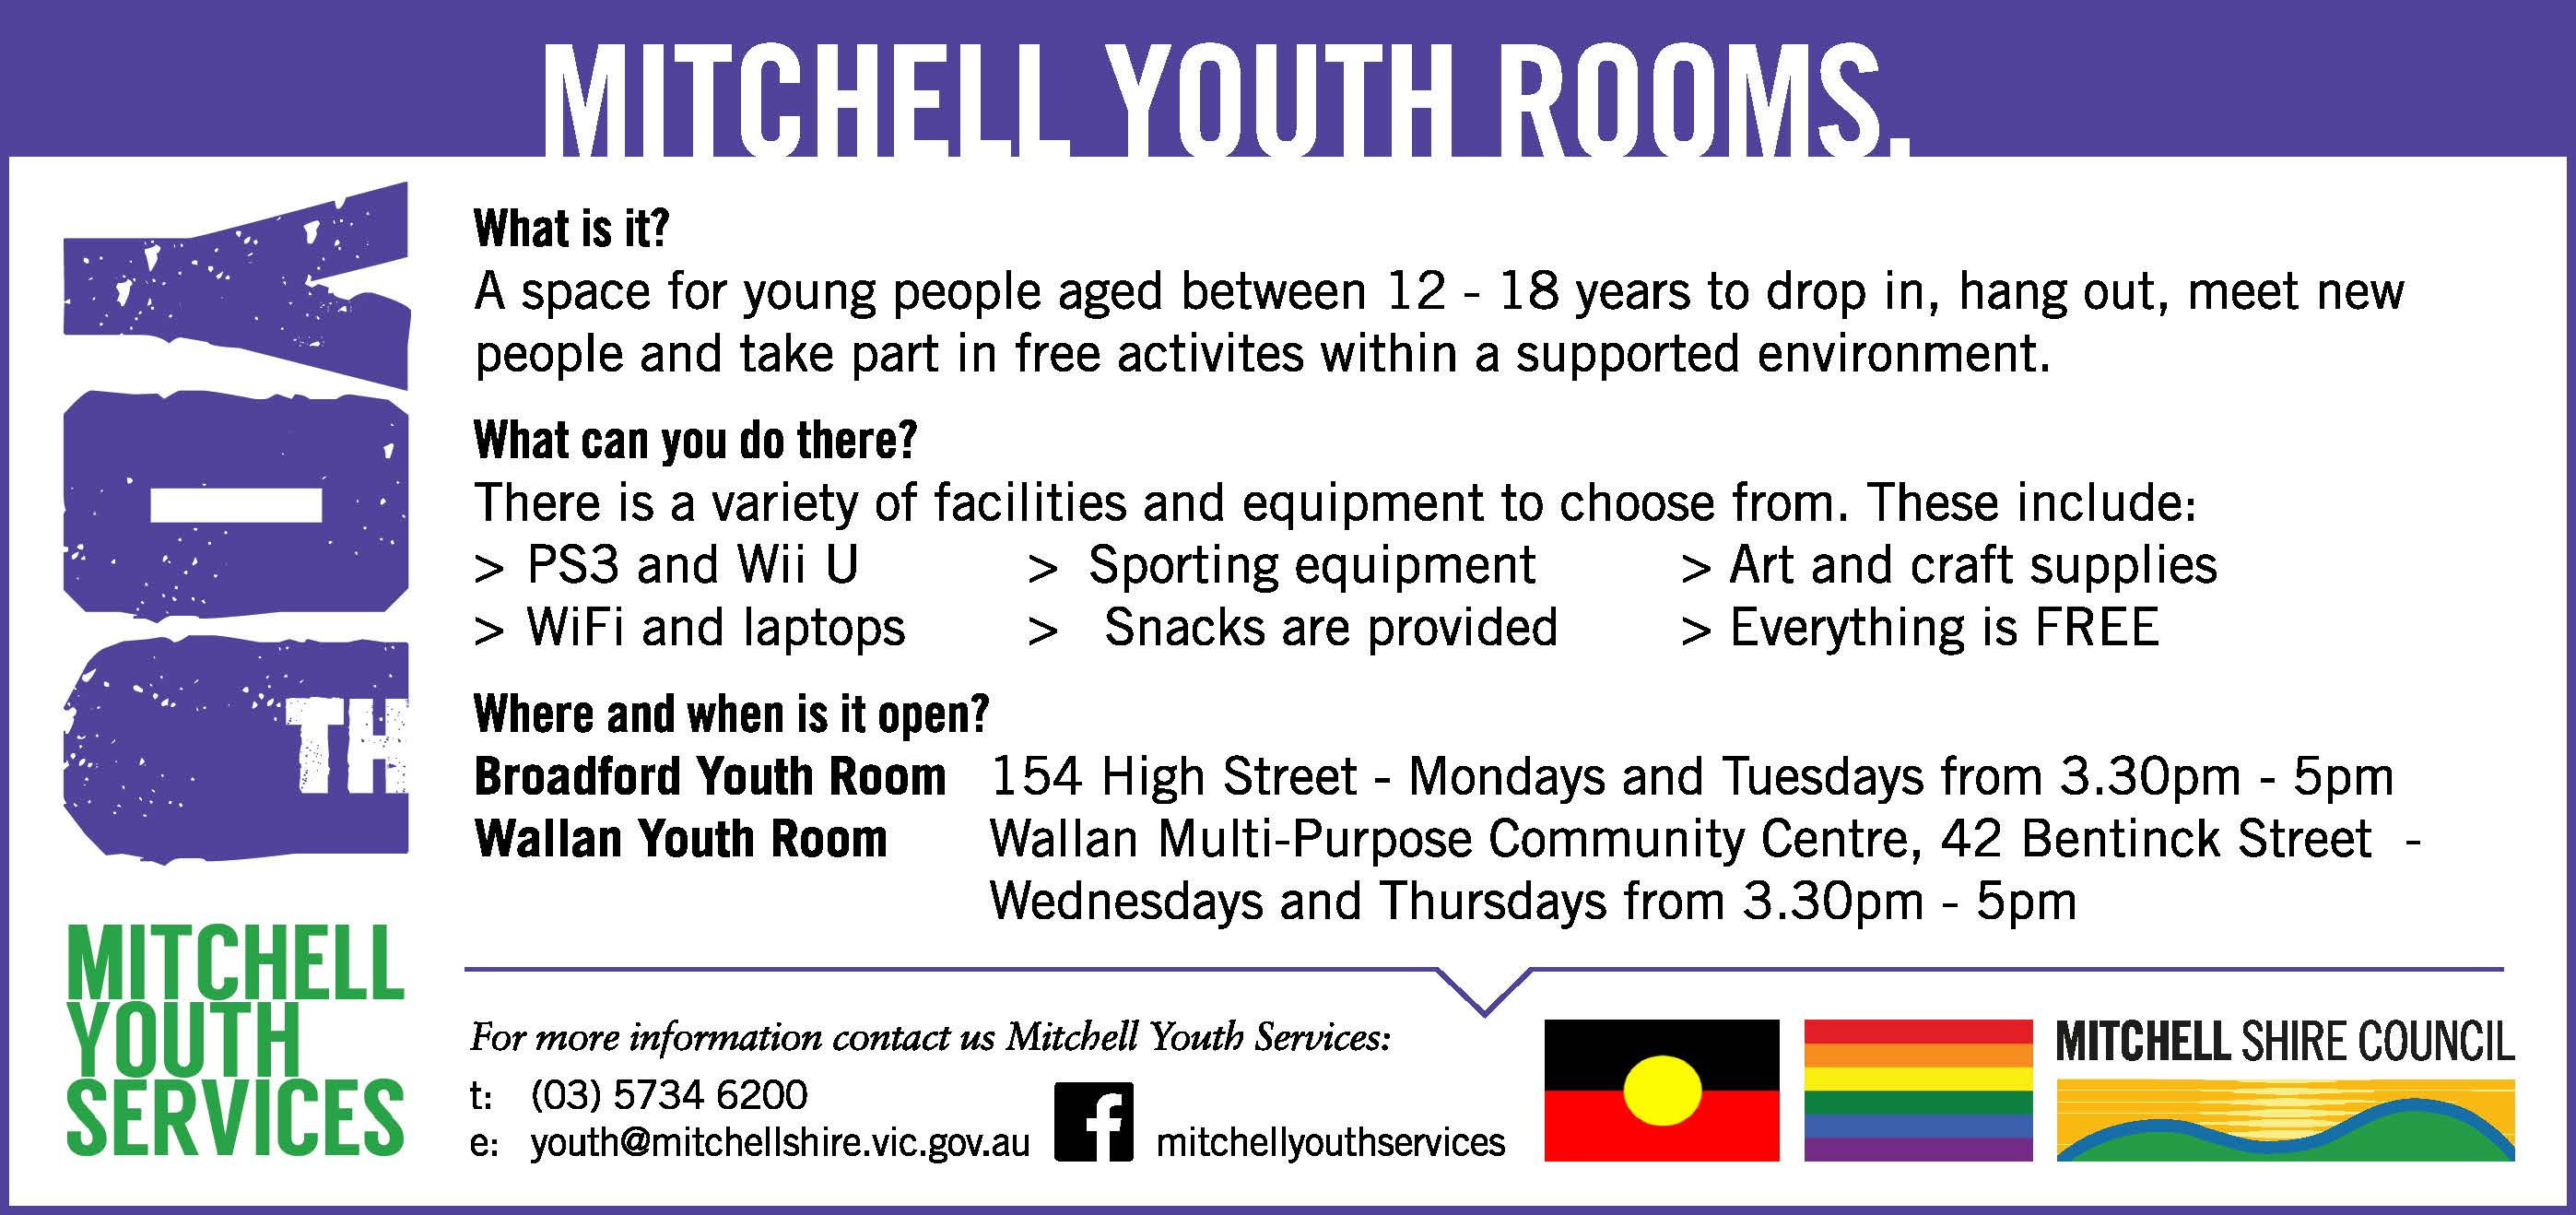 MITCHELL YOUTH ROOMS.
YOUTH
What is it?
A space for young people aged between 12 - 18 years to drop in, hang out, meet new
people and take part in free activites within a supported environment.
What can you do there?
There is a variety of facilities and equipment to choose from. These include:
> PS3 and Wii U > Sporting equipment > Art and craft supplies
> WiFi and laptops > Snacks are provided > Everything is FREE
Where and when is it open?
Broadford Youth Room 154 High Street - Mondays and Tuesdays from 3.30pm - 5pm
Wallan Youth Room Wallan Multi-Purpose Community Centre, 42 Bentinck Street -
Wednesdays and Thursdays from 3.30pm - 5pm
MITCHELL
YOUTH
SERVICES
For more information contact us Mitchell Youth Services:
t: (03) 5734 6200
e: youth@mitchellshire.vic.gov.au f mitchellyouthservices
MITCHELL SHIRE COUNCIL